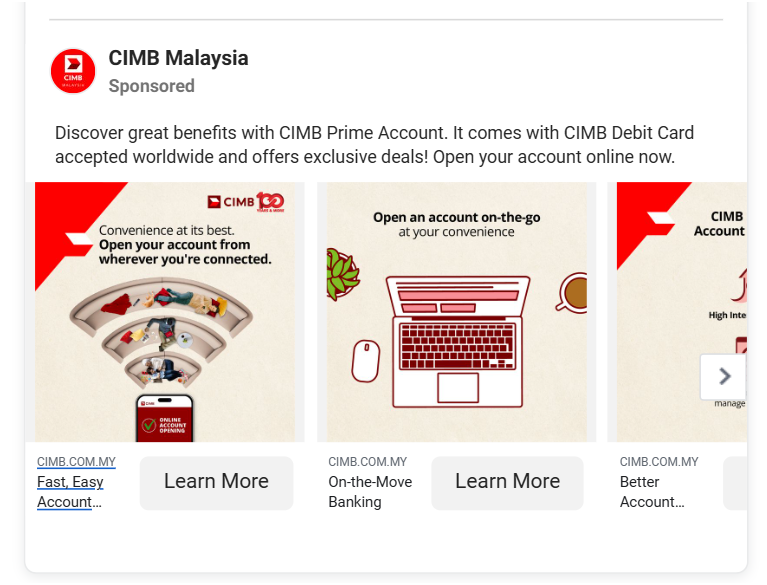 CIMB
MALAYSIA
CIMB Malaysia
Sponsored
Discover great benefits with CIMB Prime Account. It comes with CIMB Debit Card
accepted worldwide and offers exclusive deals! Open your account online now.
CIMB 100
YEARS & MORE
Convenience at its best.
Open your account from
wherever you're connected.
CIMB
ONLINE
ACCOUNT
OPENING
Open an account on-the-go
at your convenience
CIMB
Account
High Inte
manage
CIMB.COM.MY
Fast, Easy
Account...
Learn More
CIMB.COM.MY
On-the-Move
Banking
Learn More
CIMB.COM.MY
Better
Account...